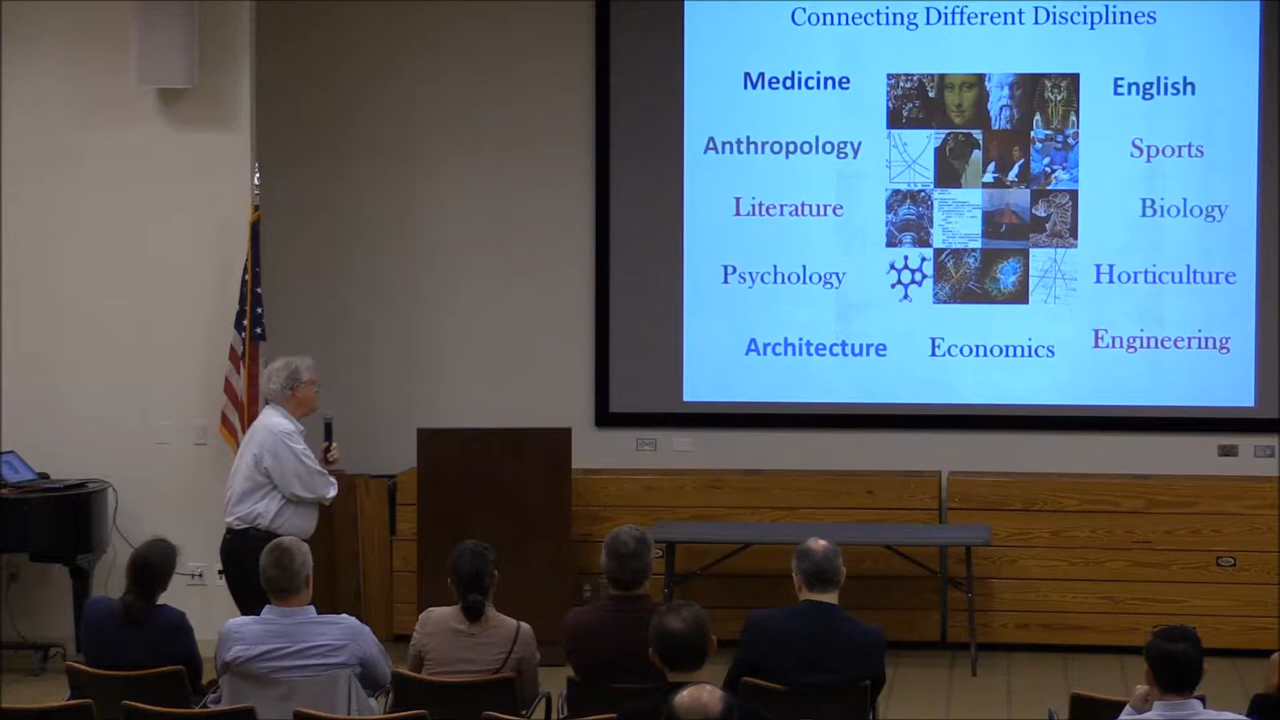 Connecting Different Disciplines
Medicine
English
Anthropology
Sports
Literature
Biology
Psychology
Horticulture
Architecture
Economics
Engineering